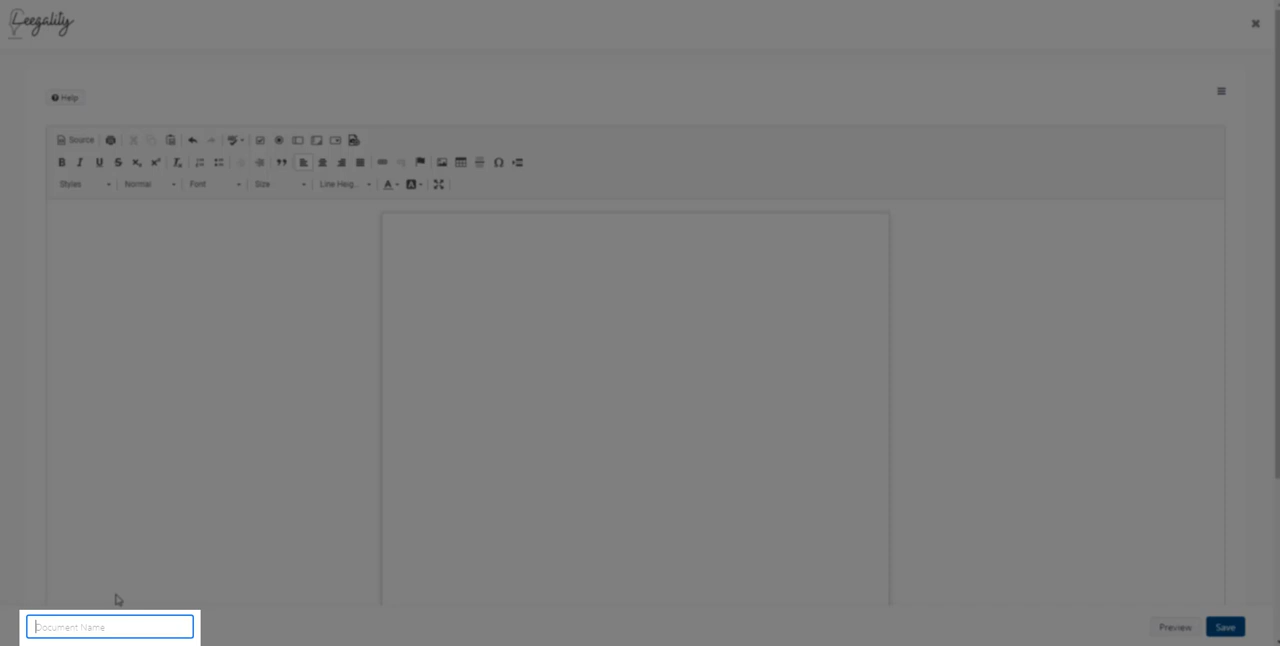 Leegality
Help
Source
B I U S
Styles Normal Font Size Line Heig...
Document Name
Preview Save